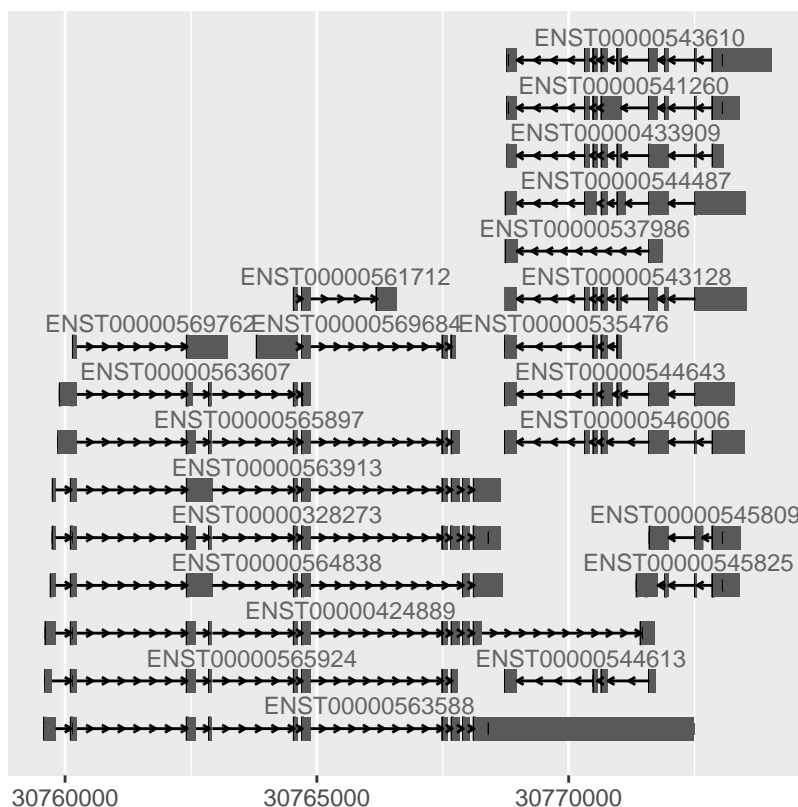 ENST00000543610
ENST00000541260
ENST00000433909
ENST00000544487
ENST00000537986
ENST00000561712 ENST00000543128
ENST00000569762 ENST00000569684 ENST00000535476
ENST00000563607 ENST00000544643
ENST00000565897 ENST00000546006
ENST00000563913
ENST00000328273 ENST00000545809
ENST00000564838 ENST00000545825
ENST00000424889
ENST00000565924 ENST00000544613
ENST00000563588
30760000 30765000 30770000